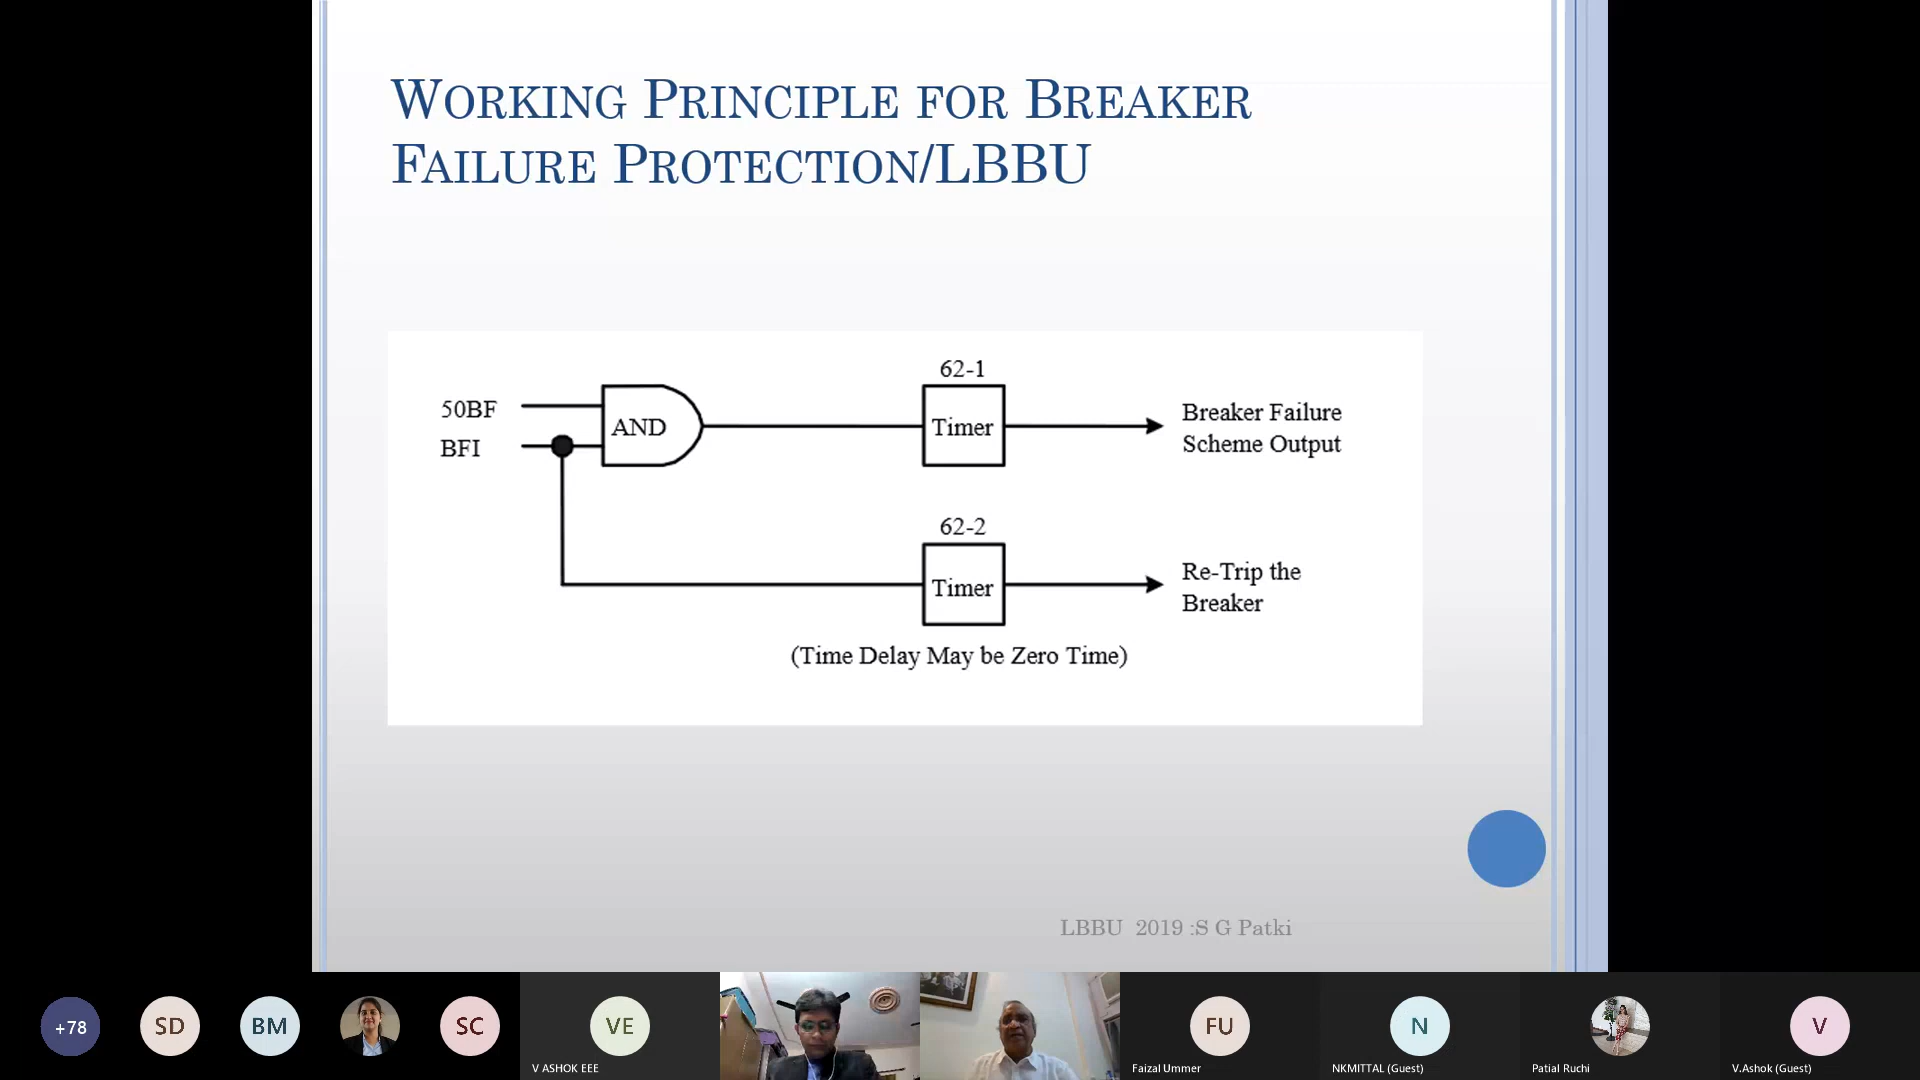 WORKING PRINCIPLE FOR BREAKER
FAILURE PROTECTION/LBBU
62-1
50BF
BFI
AND
Timer
Breaker Failure
Scheme Output
62-2
Timer
Re-Trip the
Breaker
(Time Delay May be Zero Time)
LBBU 2019 :S G Patki
+78
SD
BM
SC
VE
V ASHOK EEE
FU
Faizal Ummer
N
NKMITTAL (Guest)
Patial Ruchi
V
V.Ashok (Guest)